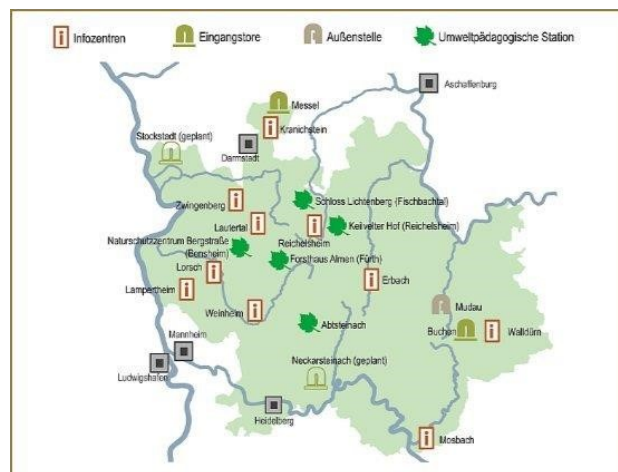 Infozentren
Eingangstore
Außenstelle
Umweltpädagogische Station
Aschaffenburg
Messel
Kranichstein
Stockstadt (geplant)
Darmstadt
Zwingenberg
Schloss Lichtenberg (Fischbachtal)
Lautertal
Reichelsheim
Keilvelter Hof (Reichelsheim)
Naturschutzzentrum Bergstraße
(Bensheim)
Forsthaus Almen (Fürth)
Lorsch
Erbach
Lampertheim
Weinheim
Mudau
Buchen
Walldürn
Abtsteinach
Mannheim
Neckarsteinach (geplant)
Ludwigshafen
Heidelberg
Mosbach